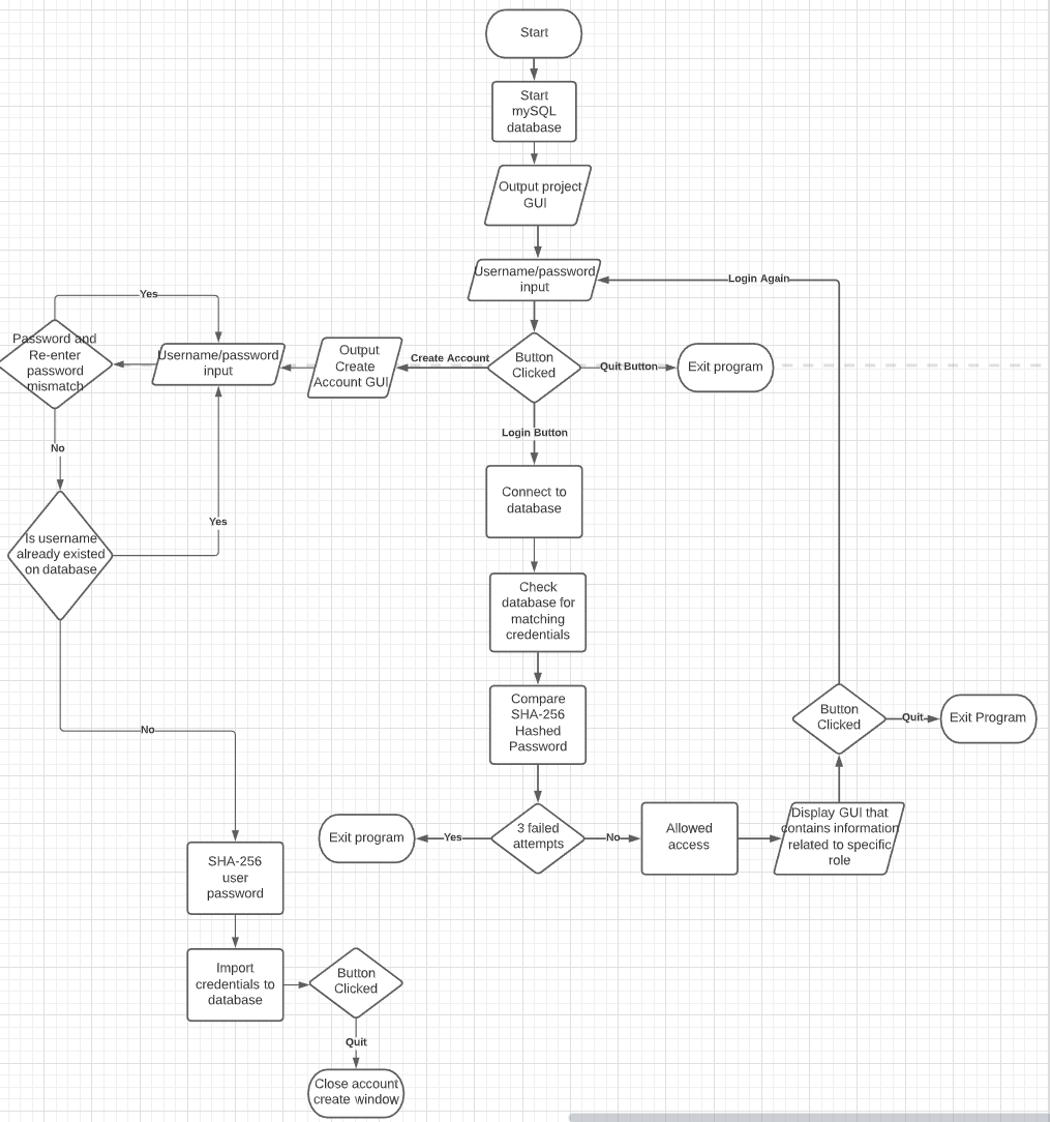 Start
Start
mySQL
database
Output project
GUI
Username/password
input
Login Again
Yes
Password and
Re-enter
password
mismatch
Username/password
input
Output
Create
Account GUI
Create Account
Button
Clicked
Quit Button
Exit program
Login Button
No
Connect to
database
Yes
Is username
already existed
on database
Check
database for
matching
credentials
Compare
SHA-256
Hashed
Password
Button
Clicked
Quit
Exit Program
No
Exit program
Yes
3 failed
attempts
No
Allowed
access
Display GUI that
contains information
related to specific
role
SHA-256
user
password
Import
credentials to
database
Button
Clicked
Quit
Close account
create window